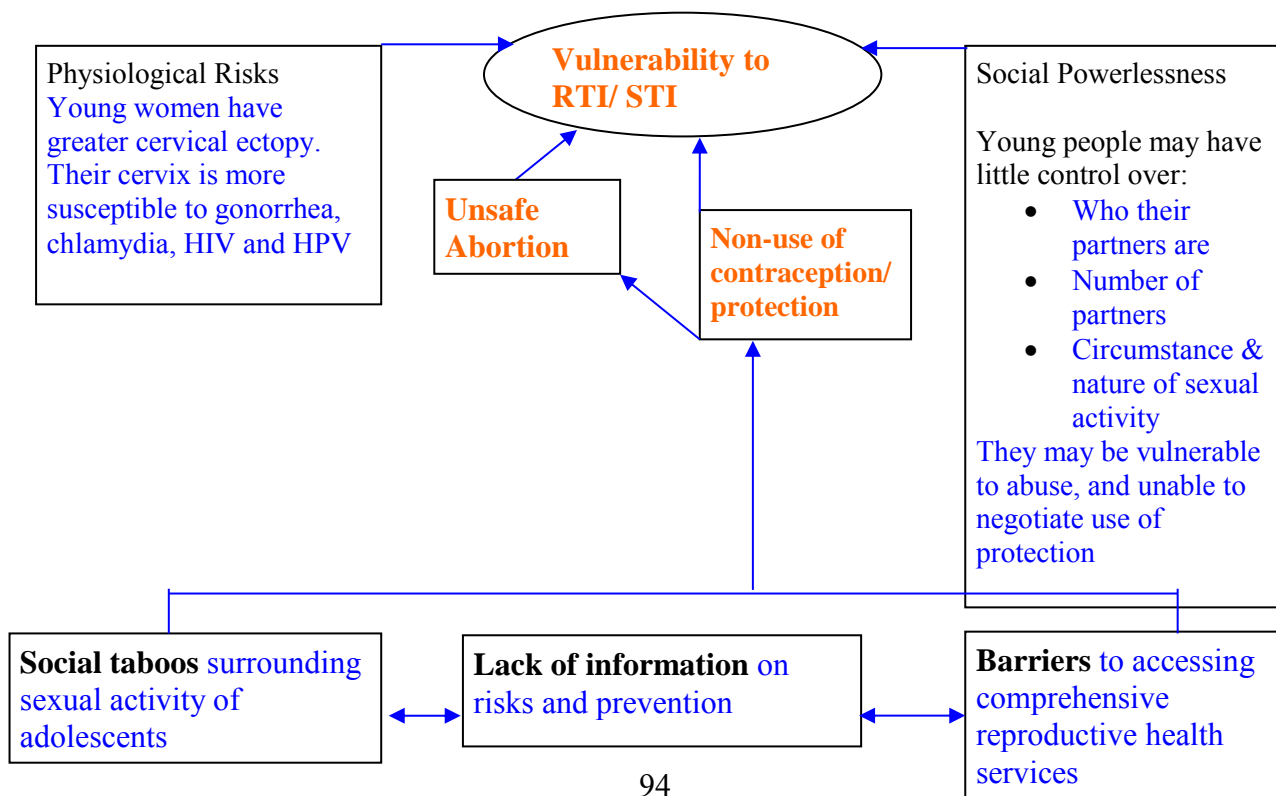 Vulnerability to
RTI/ STI
Physiological Risks
Young women have
greater cervical ectopy.
Their cervix is more
susceptible to gonorrhea,
chlamydia, HIV and HPV
Unsafe
Abortion
Non-use of
contraception/
protection
Social Powerlessness
Young people may have
little control over:
• Who their
partners are
• Number of
partners
• Circumstance &
nature of sexual
activity
They may be vulnerable
to abuse, and unable to
negotiate use of
protection
Social taboos surrounding
sexual activity of
adolescents
Lack of information on
risks and prevention
Barriers to accessing
comprehensive
reproductive health
services
94